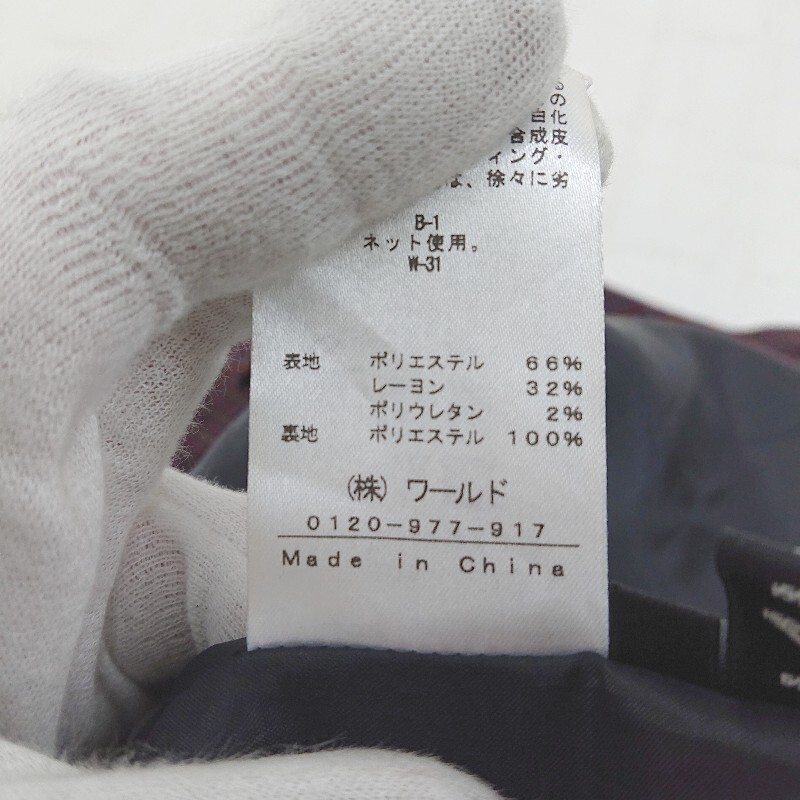 の
白化
合成皮
ィング・
は、徐々に劣
B-1
ネット使用。
W-31
表地 ポリエステル 66%
レーヨン 32%
ポリウレタン 2%
裏地 ポリエステル 100%
(株) ワールド
0120-977-917
Made in China